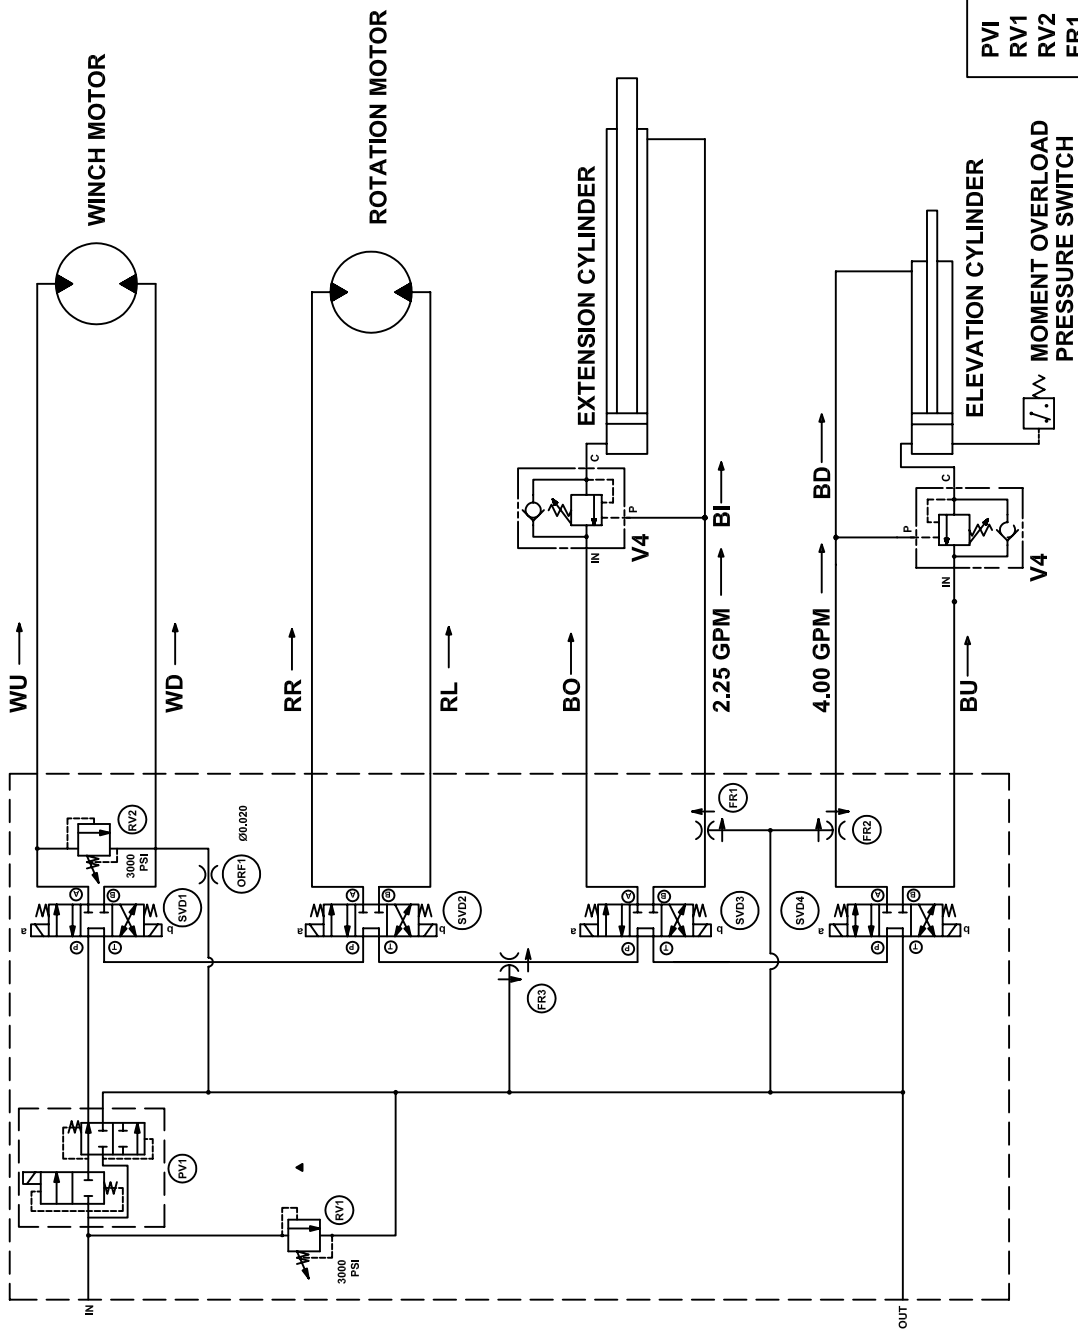 WINCH MOTOR
ROTATION MOTOR
EXTENSION CYLINDER
ELEVATION CYLINDER
MOMENT OVERLOAD
PRESSURE SWITCH
PVI
RV1
RV2
FR1
WU
WD
RR
RL
BO
2.25 GPM
BI
4.00 GPM
BD
BU
V4
IN
C
P
V4
IN
C
P
RV2
3000
PSI
ORF1
Ø0.020
SVD1
a
b
P
T
A
B
SVD2
a
b
P
T
A
B
SVD3
a
b
P
T
A
B
SVD4
a
b
P
T
A
B
FR1
FR2
FR3
PV1
RV1
3000
PSI
IN
OUT